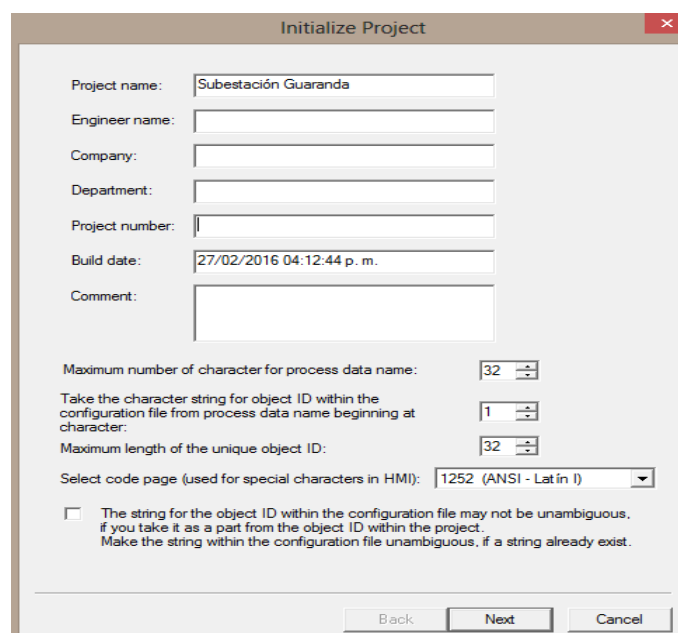 Initialize Project
Project name: Subestación Guaranda
Engineer name:
Company:
Department:
Project number:
Build date: 27/02/2016 04:12:44 p. m.
Comment:
Maximum number of character for process data name: 32
Take the character string for object ID within the
configuration file from process data name beginning at 1
character:
Maximum length of the unique object ID: 32
Select code page (used for special characters in HMI): 1252 (ANSI - Latín I)
The string for the object ID within the configuration file may not be unambiguous,
if you take it as a part from the object ID within the project.
Make the string within the configuration file unambiguous, if a string already exist.
Back Next Cancel